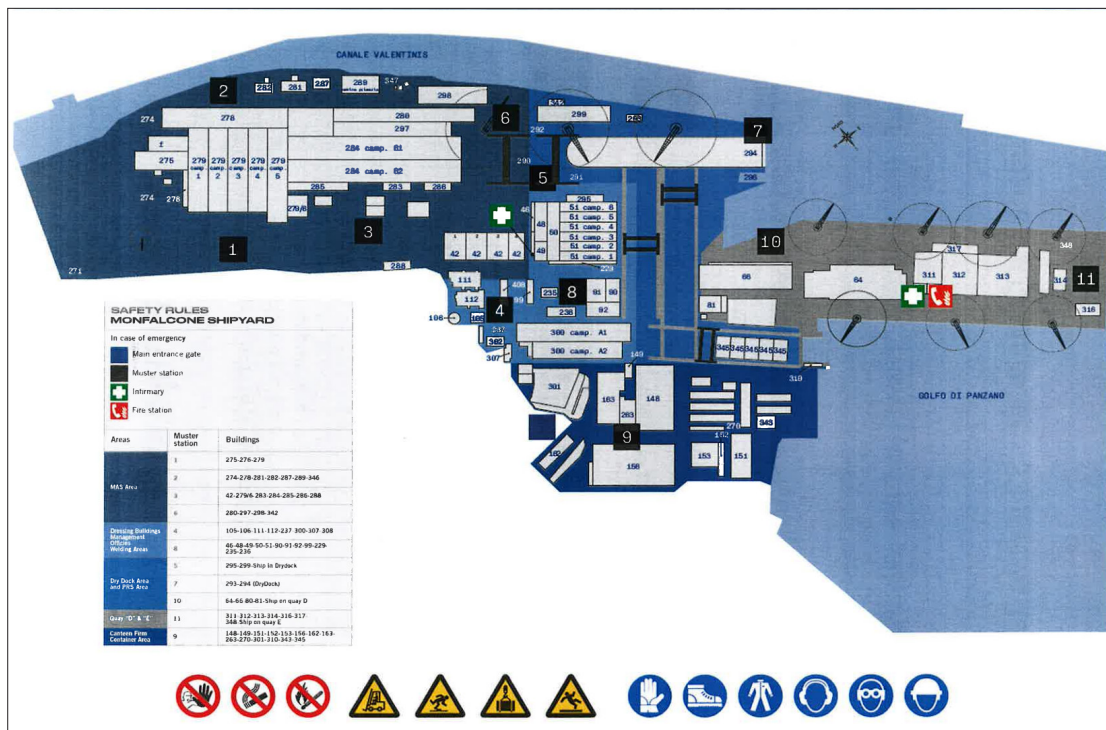 CANALE VALENTINIS
2
282
281
287
289
347
298
6
299
292
7
274
278
280
297
f
275
279 camp. 1
279 camp. 2
279 camp. 3
279 camp. 4
279 camp. 5
284 camp. B1
284 camp. B2
290
291
294
296
5
274
276
285
283
286
279/6
295
46
48
49
50
51 camp. 6
51 camp. 5
51 camp. 4
51 camp. 3
51 camp. 2
51 camp. 1
229
1
3
10
317
348
42
42
42
42
288
271
66
64
311
312
313
314
11
316
111
112
235
8
91
90
92
236
81
106
4
302
300 camp. A1
300 camp. A2
307
149
345
345
345
345
345
310
301
163
263
148
GOLFO DI PANZANO
270
343
152
9
162
156
153
151
SAFETY RULES
MONFALCONE SHIPYARD
In case of emergency
Main entrance gate
Muster station
Infirmary
Fire station
Areas
Muster station
Buildings
MAS Area
1
275-276-279
2
274-278-281-282-287-289-346
3
42-279/6-283-284-285-286-288
6
280-297-298-342
Dressing Buildings
Management
Offices
Welding Areas
4
105-106-111-112-237-300-307-308
8
46-48-49-50-51-90-91-92-99-229-
235-236
Dry Dock Area
and PRS Area
5
295-299-Ship in Drydock
7
293-294 (DryDock)
10
64-66-80-81-Ship on quay D
Quay "D" & "E"
11
311-312-313-314-316-317-
348-Ship on quay E
Canteen Firm
Container Area
9
148-149-151-152-153-156-162-163-
263-270-301-310-343-345